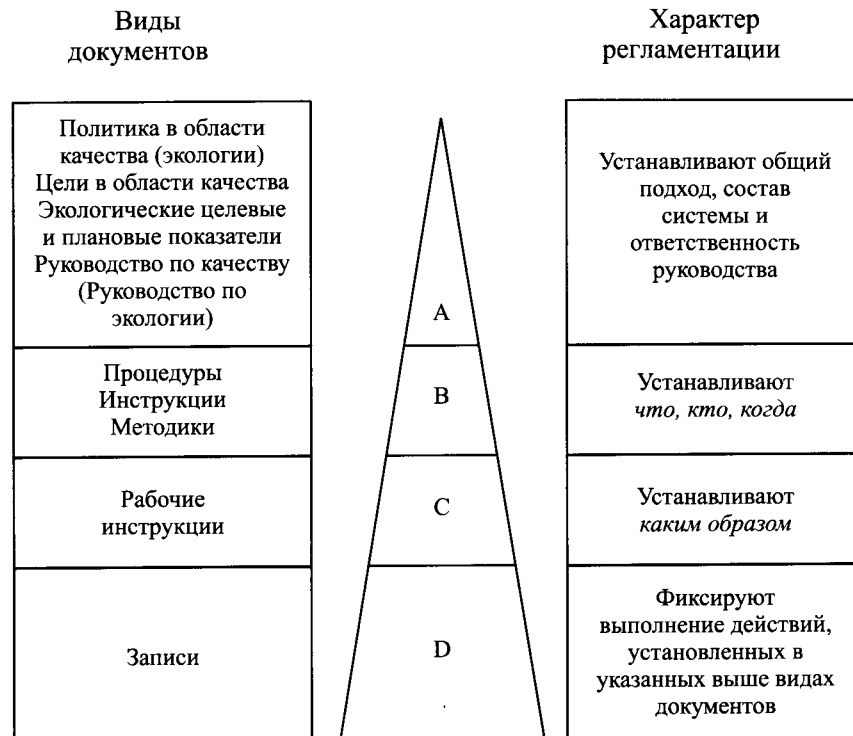 Виды
документов
Характер
регламентации
Политика в области
качества (экологии)
Цели в области качества
Экологические целевые
и плановые показатели
Руководство по качеству
(Руководство по
экологии)
A
Устанавливают общий
подход, состав
системы и
ответственность
руководства
Процедуры
Инструкции
Методики
B
Устанавливают
что, кто, когда
Рабочие
инструкции
C
Устанавливают
каким образом
Записи
D
Фиксируют
выполнение действий,
установленных в
указанных выше видах
документов